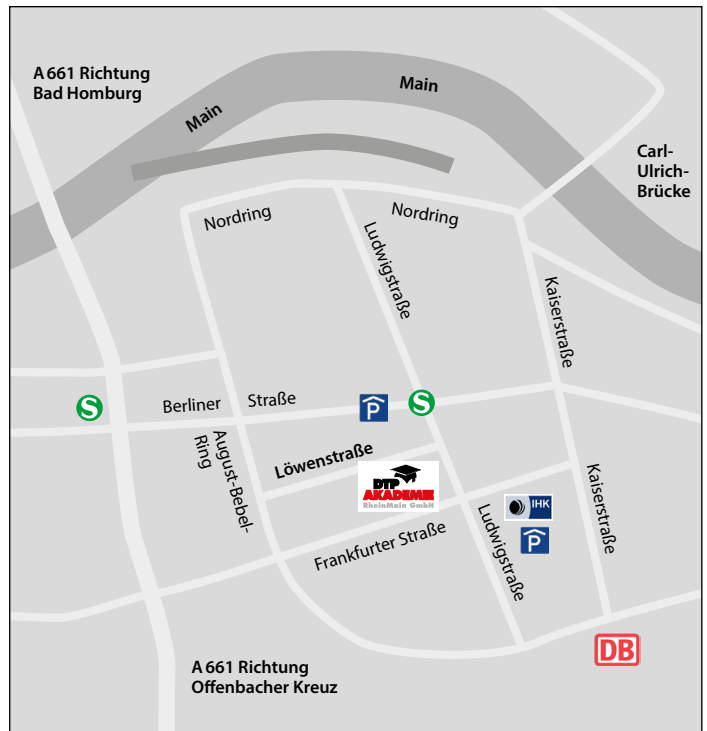 A 661 Richtung
Bad Homburg
Main
Main
Carl-
Ulrich-
Brücke
Nordring
Nordring
Ludwigstraße
Kaiserstraße
S
Berliner
Straße
P
S
August-Bebel-
Ring
Löwenstraße
DTP
AKADEMIE
RheinMain GmbH
IHK
P
Kaiserstraße
Ludwigstraße
Frankfurter Straße
DB
A 661 Richtung
Offenbacher Kreuz